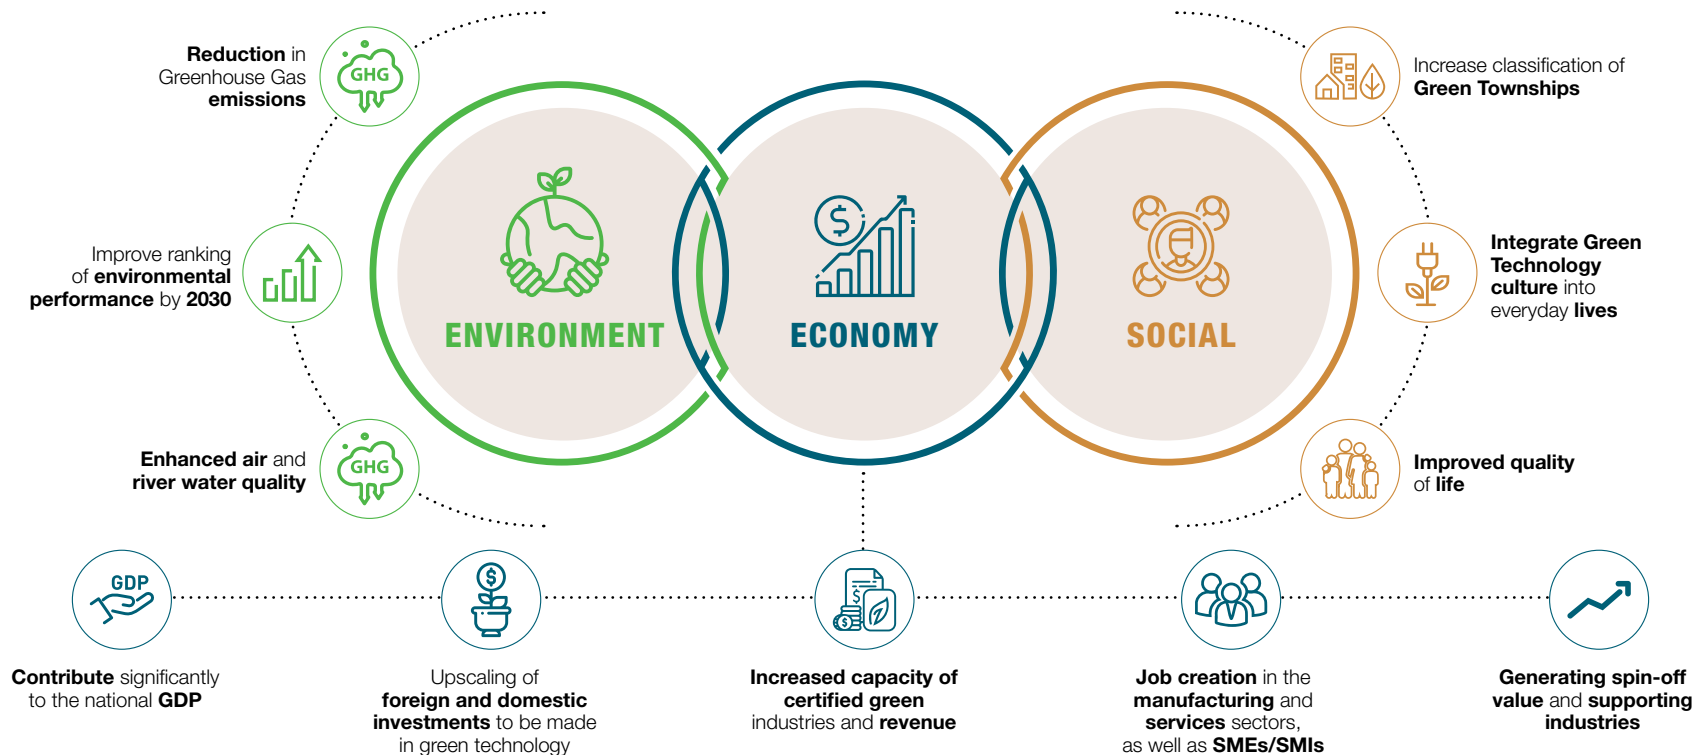 Reduction in
Greenhouse Gas
emissions
GHG
Improve ranking
of environmental
performance by 2030
Enhanced air and
river water quality
GHG
ENVIRONMENT
$
ECONOMY
SOCIAL
Increase classification of
Green Townships
Integrate Green
Technology
culture into
everyday lives
Improved quality
of life
GDP
Contribute significantly
to the national GDP
$
Upscaling of
foreign and domestic
investments to be made
in green technology
$
$
Increased capacity of
certified green
industries and revenue
Job creation in the
manufacturing and
services sectors,
as well as SMEs/SMIs
Generating spin-off
value and supporting
industries